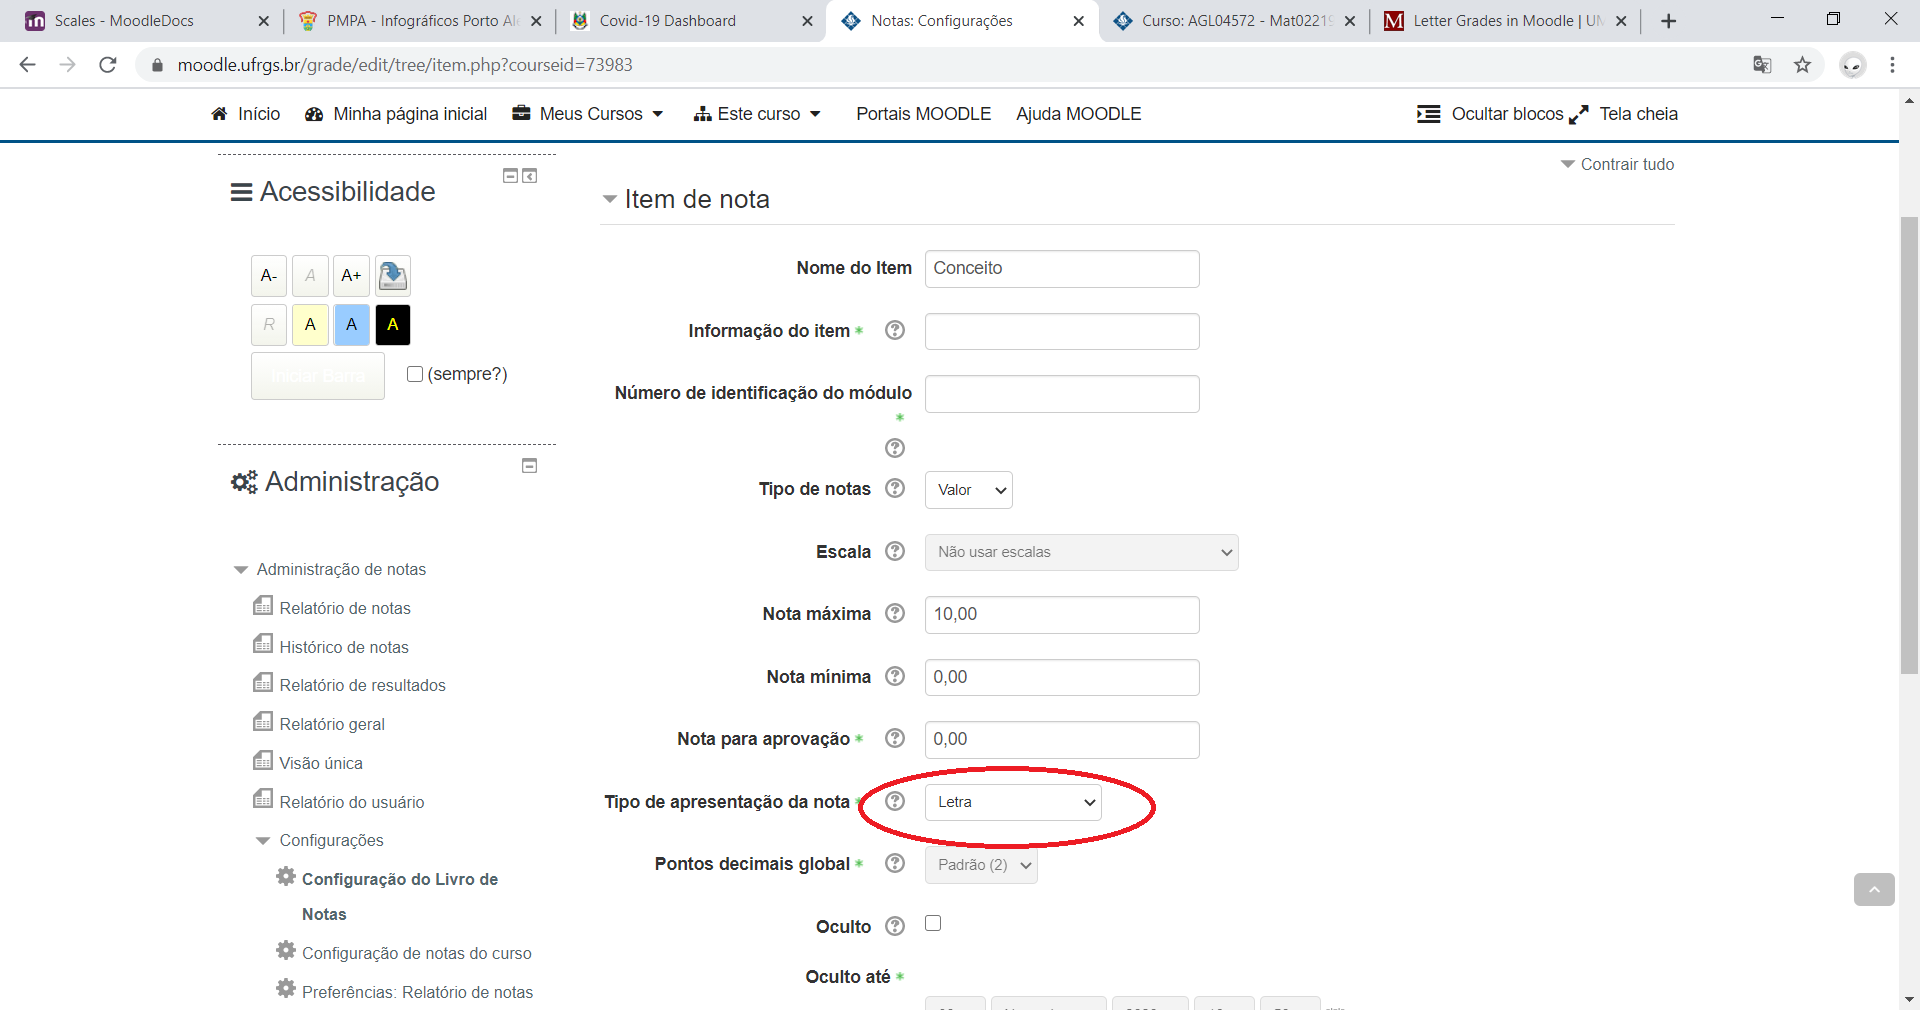 Scales - MoodleDocs
PMPA - Infográficos Porto Ale
Covid-19 Dashboard
Notas: Configurações
Curso: AGL04572 - Mat02219
Letter Grades in Moodle | UM
moodle.ufrgs.br/grade/edit/tree/item.php?courseid=73983
Início
Minha página inicial
Meus Cursos
Este curso
Portais MOODLE
Ajuda MOODLE
Ocultar blocos
Tela cheia
Contrair tudo
Acessibilidade
A- A A+
R A A A
Iniciar Barra
(sempre?)
Administração
Administração de notas
Relatório de notas
Histórico de notas
Relatório de resultados
Relatório geral
Visão única
Relatório do usuário
Configurações
Configuração do Livro de
Notas
Configuração de notas do curso
Preferências: Relatório de notas
Item de nota
Nome do Item Conceito
Informação do item *
Número de identificação do módulo
*
Tipo de notas Valor
Escala Não usar escalas
Nota máxima 10,00
Nota mínima 0,00
Nota para aprovação * 0,00
Tipo de apresentação da nota * Letra
Pontos decimais global * Padrão (2)
Oculto
Oculto até *